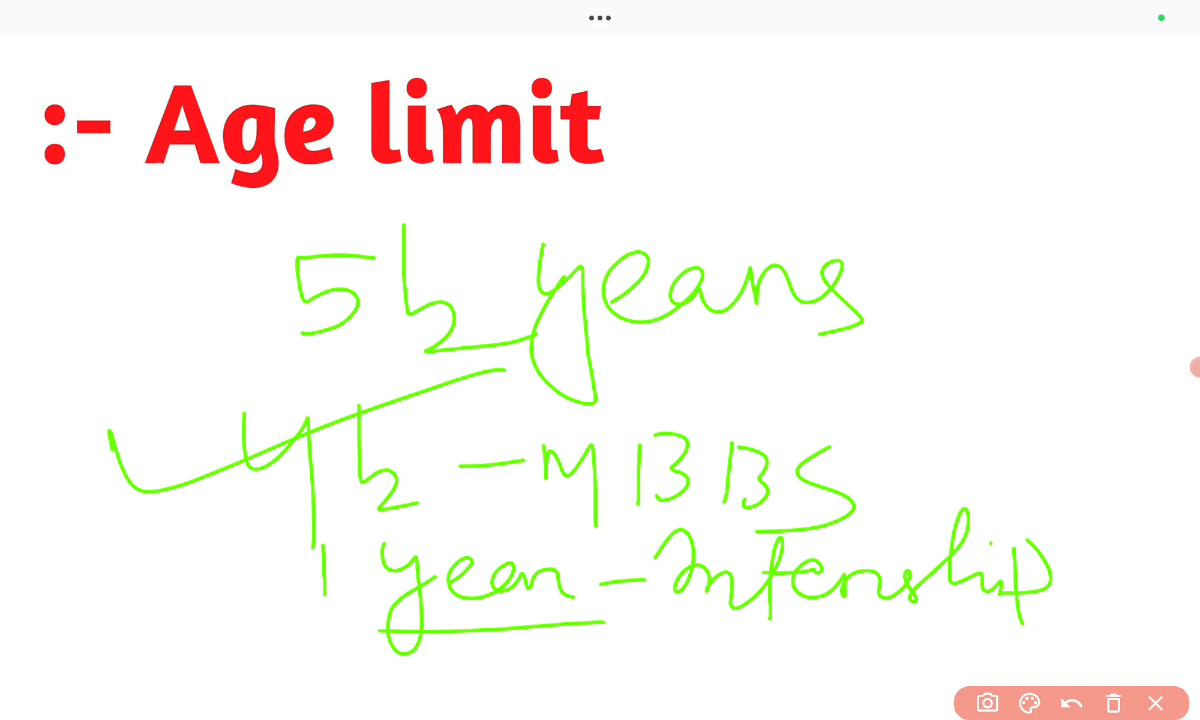 :- Age limit
5½ years
4½ - MBBS
1 year - Internship